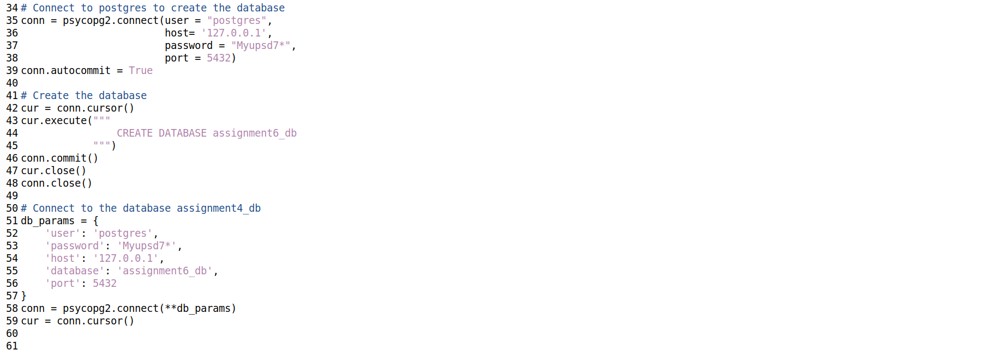 34 # Connect to postgres to create the database
35 conn = psycopg2.connect(user = "postgres",
36                         host= '127.0.0.1',
37                         password = "Myupsd7*",
38                         port = 5432)
39 conn.autocommit = True
40
41 # Create the database
42 cur = conn.cursor()
43 cur.execute("""
44                 CREATE DATABASE assignment6_db
45             """)
46 conn.commit()
47 cur.close()
48 conn.close()
49
50 # Connect to the database assignment4_db
51 db_params = {
52     'user': 'postgres',
53     'password': 'Myupsd7*',
54     'host': '127.0.0.1',
55     'database': 'assignment6_db',
56     'port': 5432
57 }
58 conn = psycopg2.connect(**db_params)
59 cur = conn.cursor()
60
61